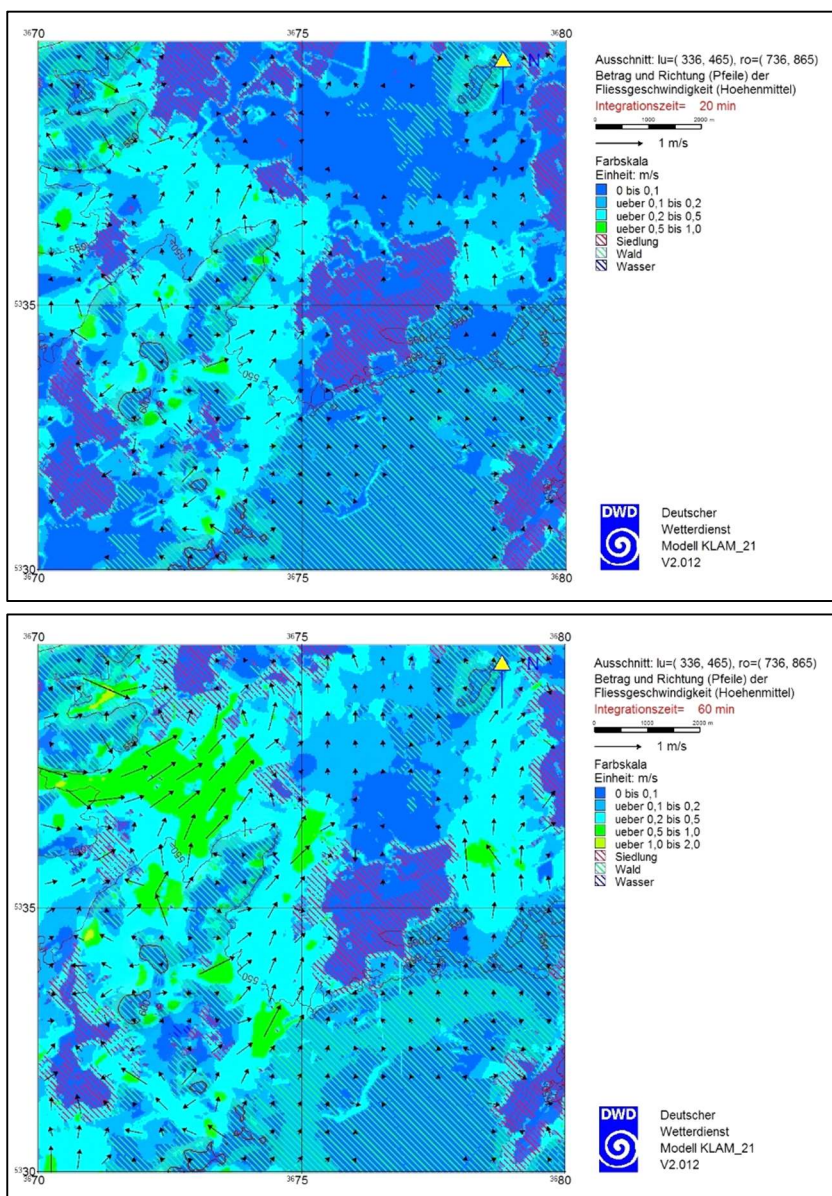 3670
3675
3680
Ausschnitt: lu=( 336, 465), ro=( 736, 865)
Betrag und Richtung (Pfeile) der
Fliessgeschwindigkeit (Hoehenmittel)
Integrationszeit= 20 min
0 1000 2000 m
1 m/s
Farbskala
Einheit: m/s
0 bis 0,1
ueber 0,1 bis 0,2
ueber 0,2 bis 0,5
ueber 0,5 bis 1,0
Siedlung
Wald
Wasser
N
550
550
5335
550
DWD
Deutscher
Wetterdienst
Modell KLAM_21
V2.012
5330
3670
3675
3680
3670
3675
3680
Ausschnitt: lu=( 336, 465), ro=( 736, 865)
Betrag und Richtung (Pfeile) der
Fliessgeschwindigkeit (Hoehenmittel)
Integrationszeit= 60 min
0 1000 2000 m
1 m/s
Farbskala
Einheit: m/s
0 bis 0,1
ueber 0,1 bis 0,2
ueber 0,2 bis 0,5
ueber 0,5 bis 1,0
ueber 1,0 bis 2,0
Siedlung
Wald
Wasser
N
550
5335
550
DWD
Deutscher
Wetterdienst
Modell KLAM_21
V2.012
5330
3670
3675
3680